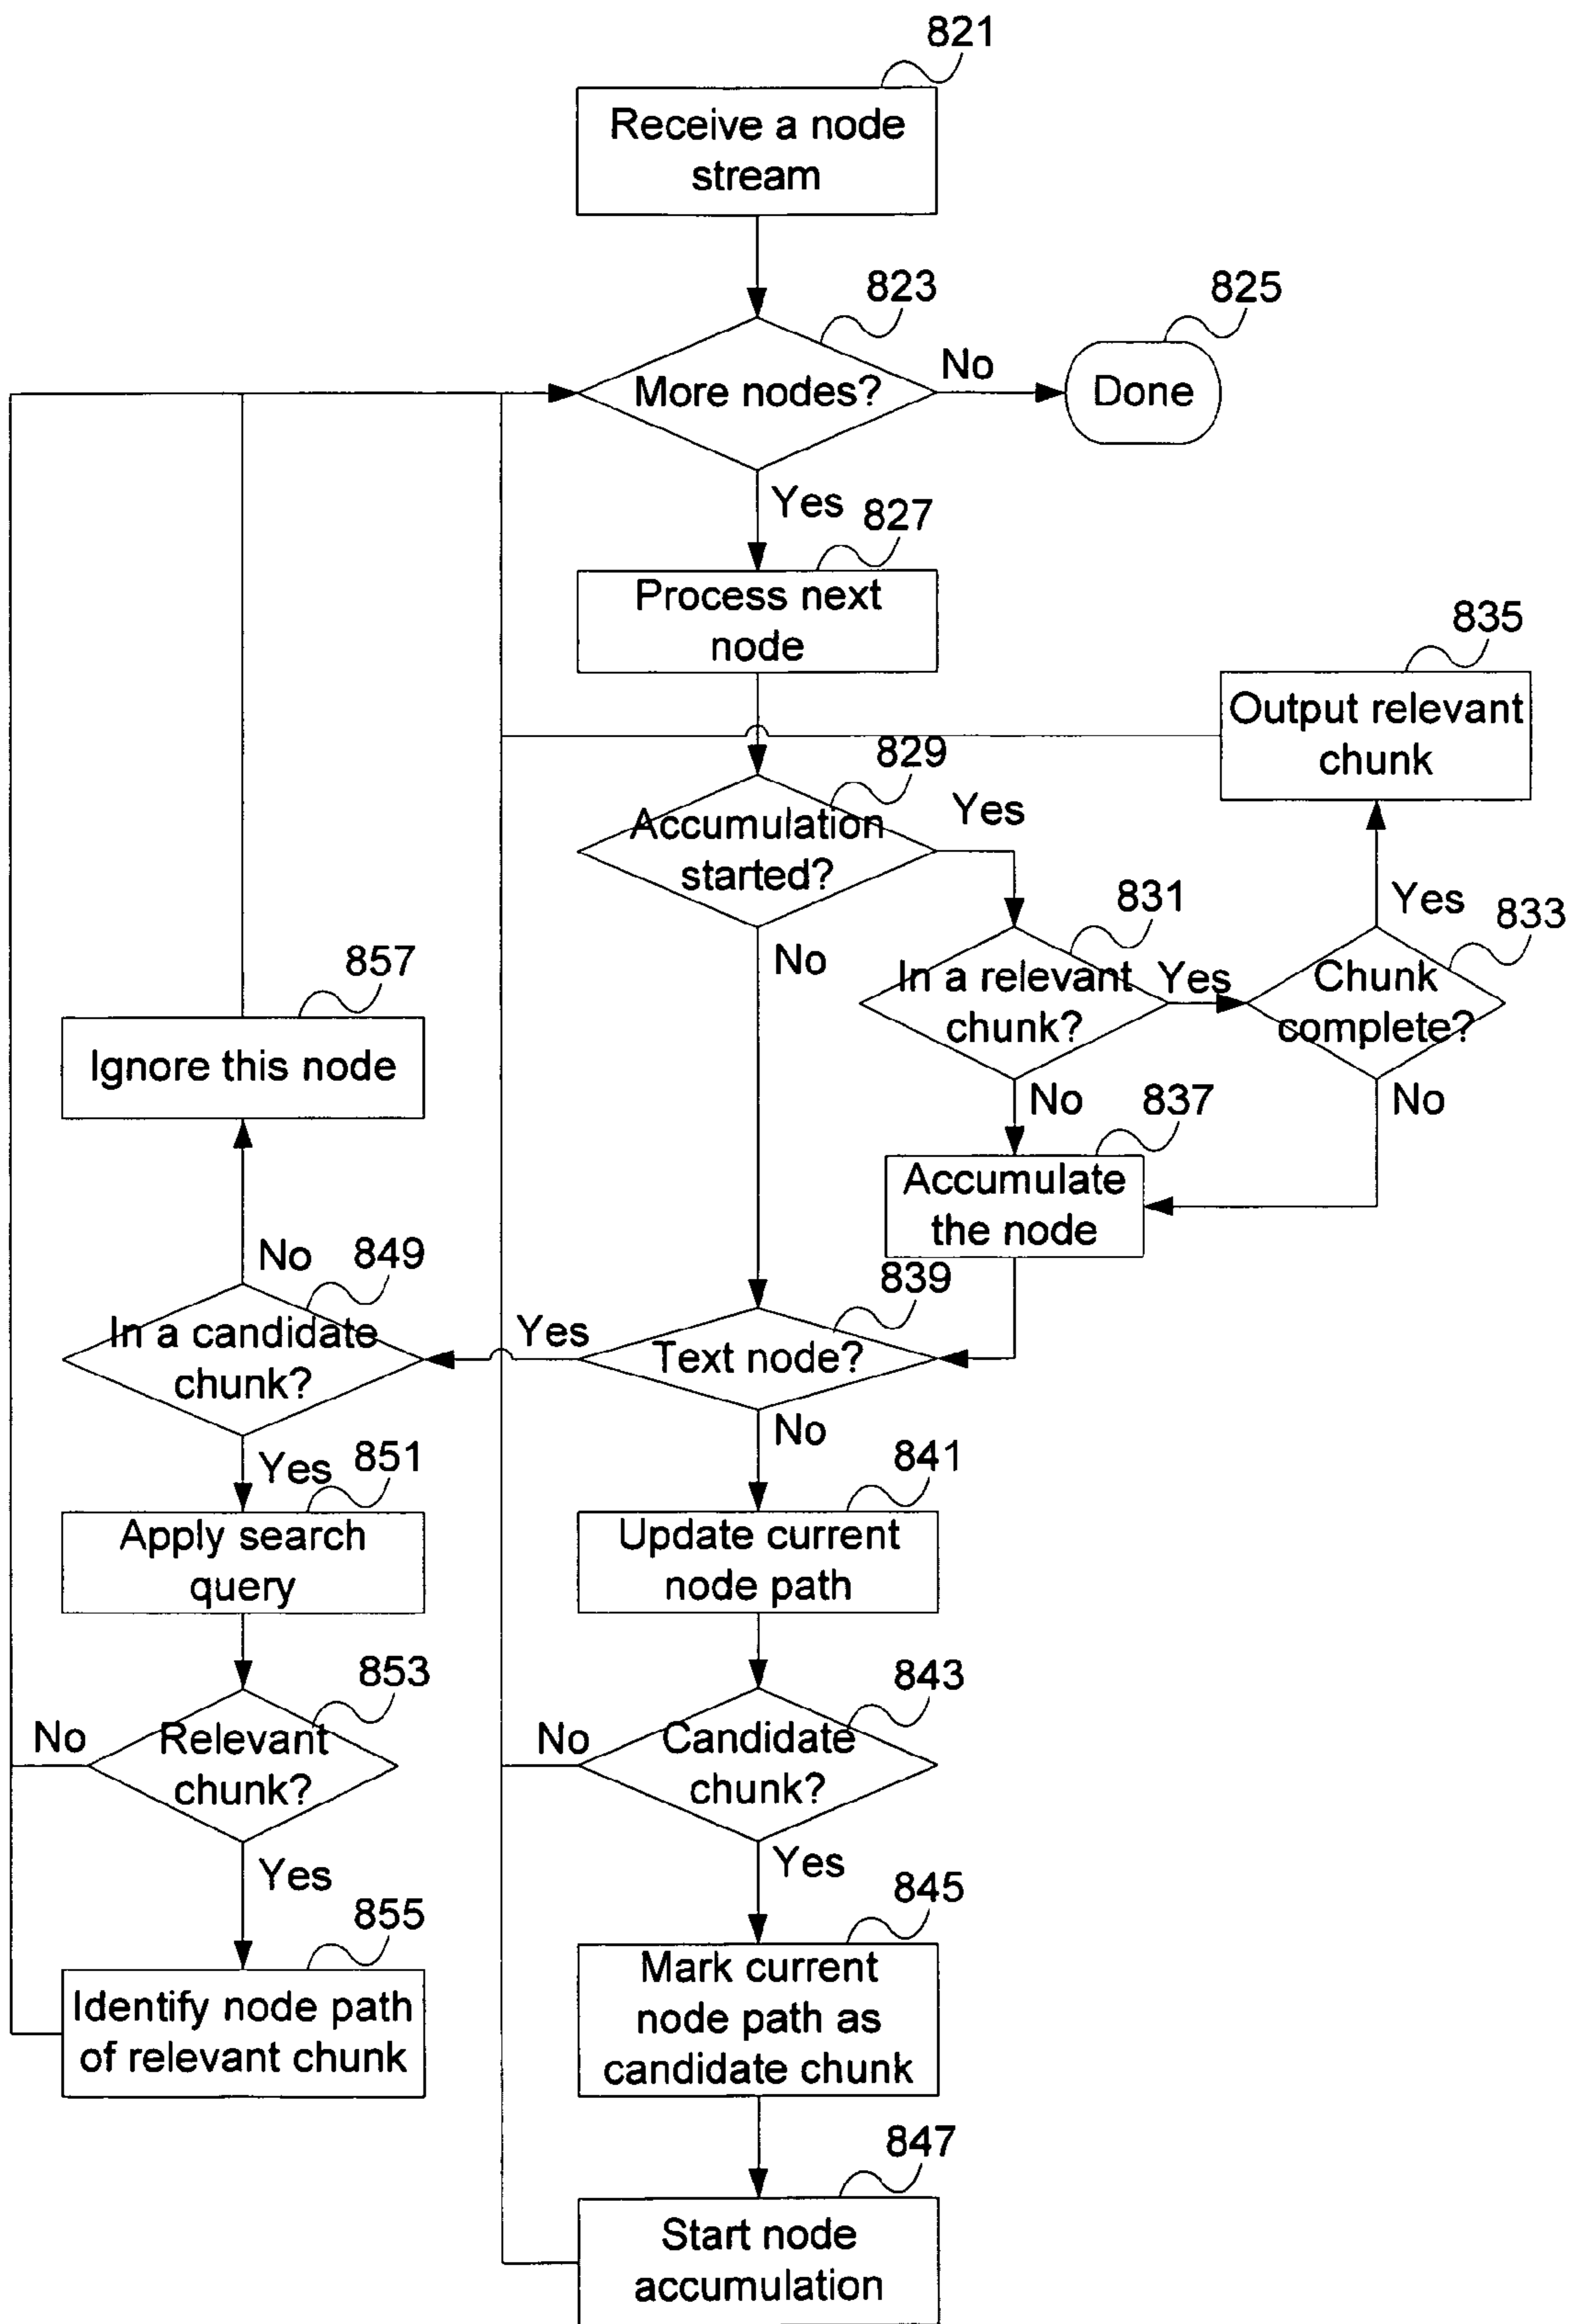 821
Receive a node
stream
823
825
More nodes?
No
Done
Yes
827
Process next
node
835
Output relevant
chunk
829
Accumulation
started?
Yes
831
In a relevant
chunk?
Yes
Yes
833
Chunk
complete?
No
857
Ignore this node
No
837
No
Accumulate
the node
No
849
In a candidate
chunk?
839
Yes
Text node?
No
Yes
851
Apply search
query
841
Update current
node path
853
No
Relevant
chunk?
843
No
Candidate
chunk?
Yes
Yes
855
Identify node path
of relevant chunk
845
Mark current
node path as
candidate chunk
847
Start node
accumulation